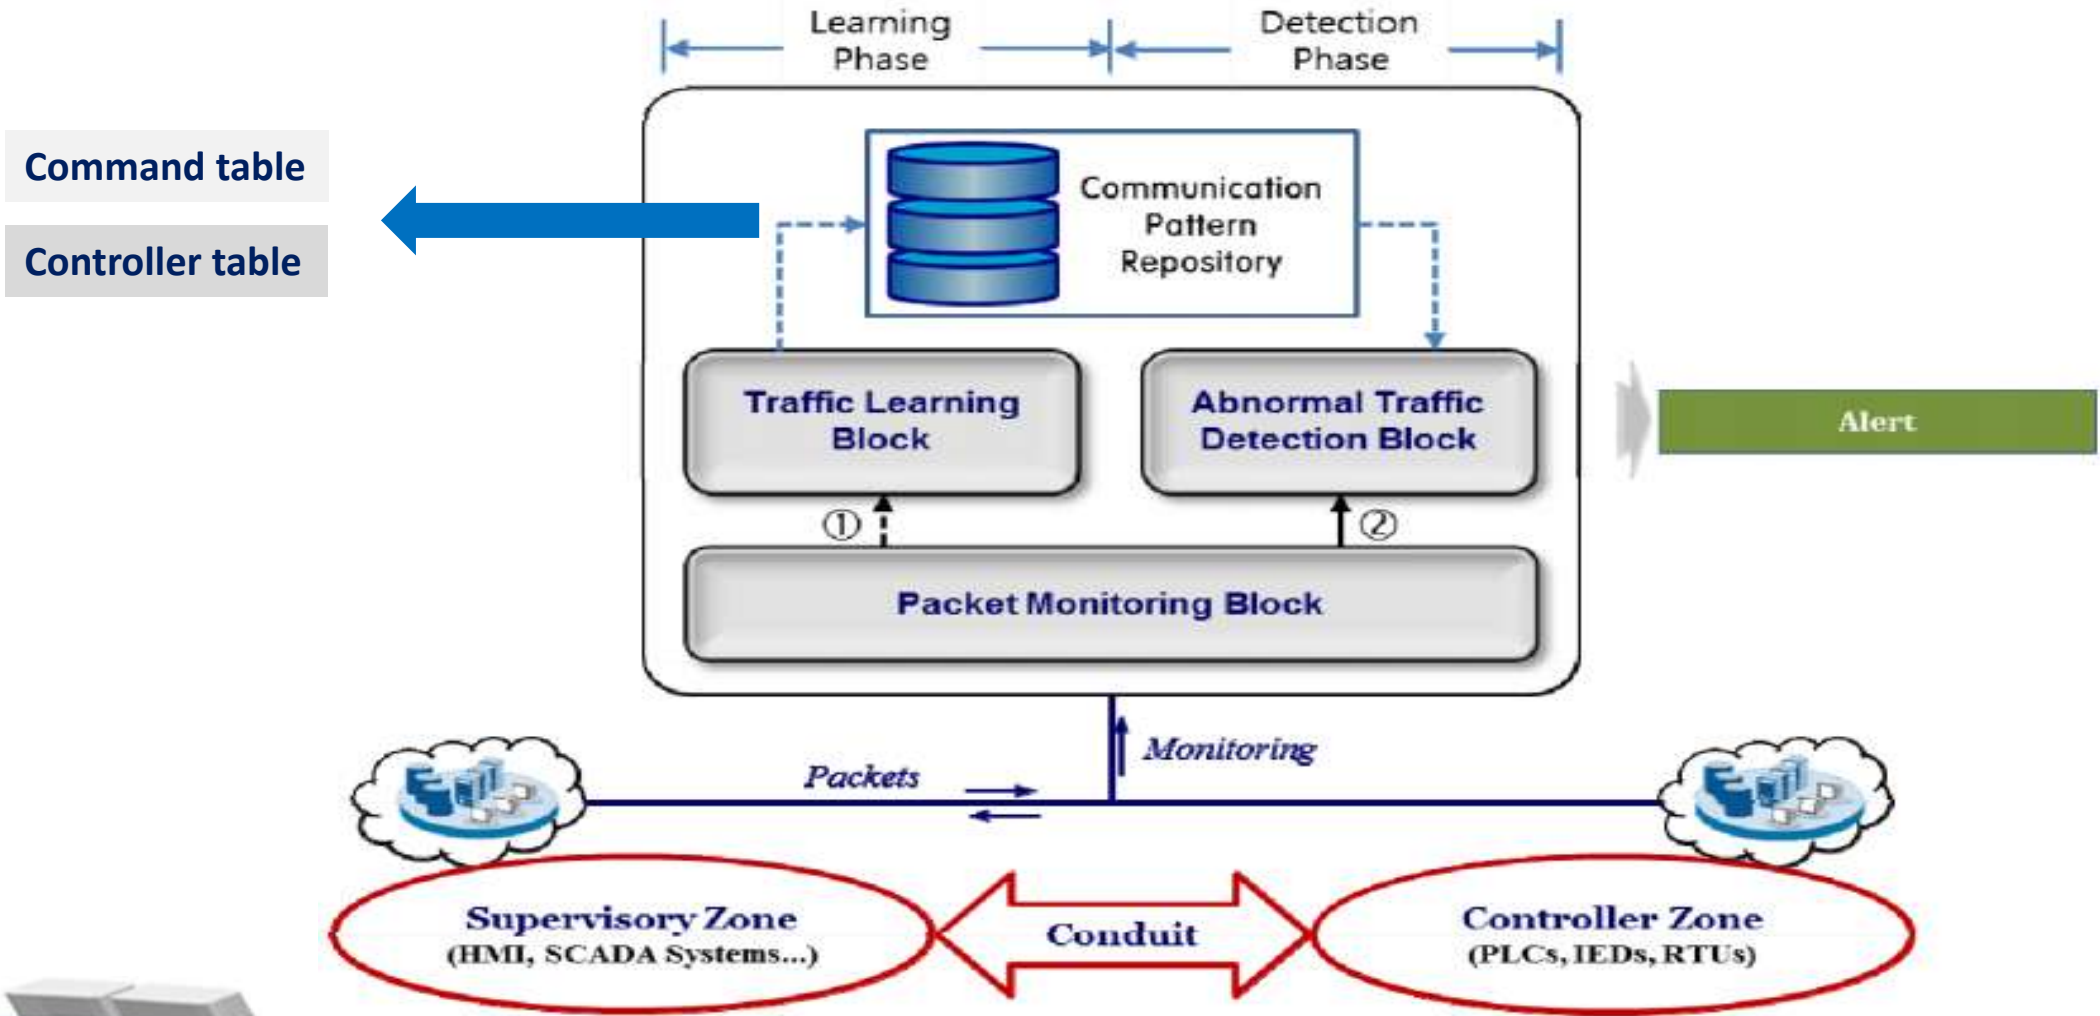 Learning
Phase
Detection
Phase
Command table
Controller table
Communication
Pattern
Repository
Traffic Learning
Block
Abnormal Traffic
Detection Block
Alert
①
②
Packet Monitoring Block
Monitoring
Packets
Supervisory Zone
(HMI, SCADA Systems...)
Conduit
Controller Zone
(PLCs, IEDs, RTUs)